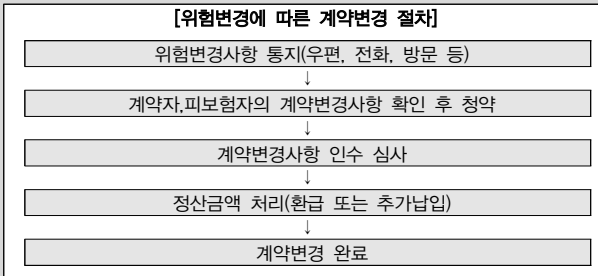 [위험변경에 따른 계약변경 절차]
위험변경사항 통지(우편, 전화, 방문 등)
↓
계약자,피보험자의 계약변경사항 확인 후 청약
↓
계약변경사항 인수 심사
↓
정산금액 처리(환급 또는 추가납입)
↓
계약변경 완료